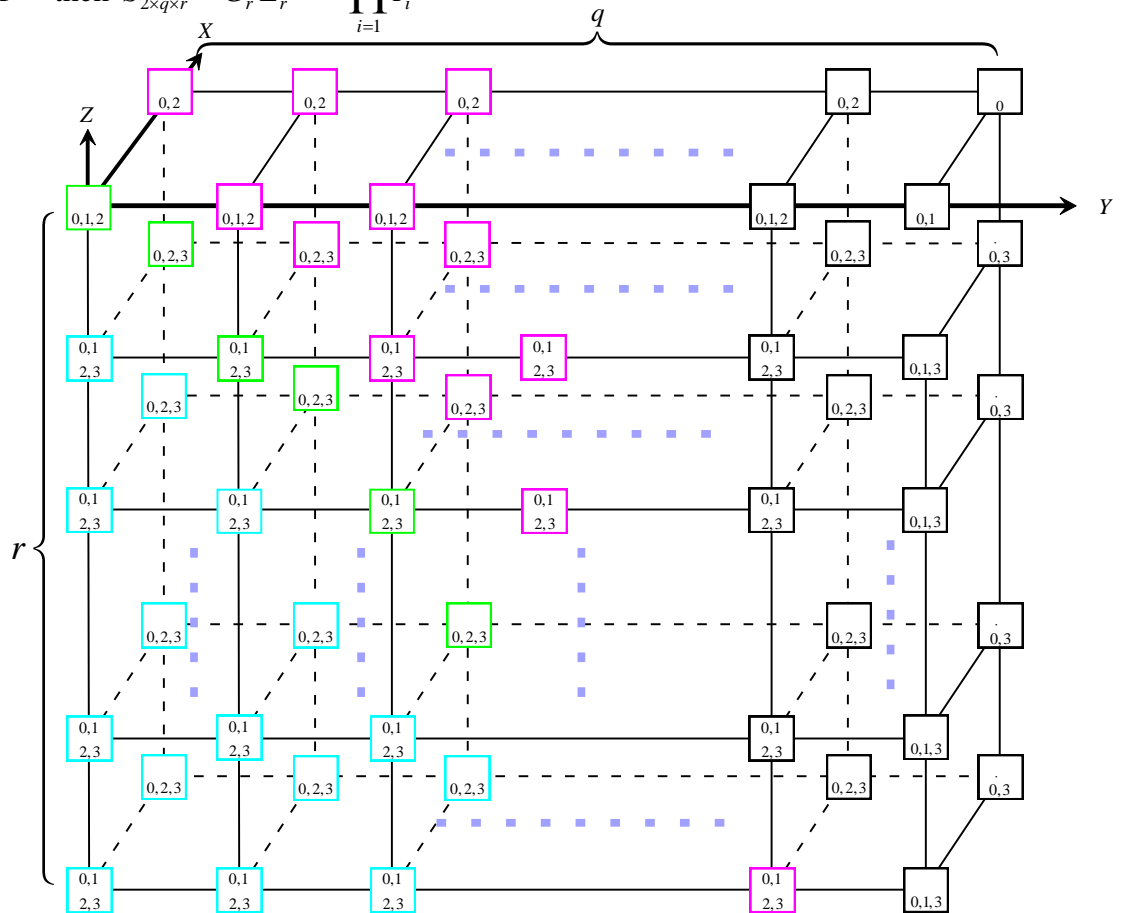 then
2×q×r
i=1
q
X
0,2 0,2 0,2 0,2 0
Z
0,1,2 0,1,2 0,1,2 0,1,2 0,1 Y
0,2,3 0,2,3 0,2,3 0,2,3 0,3
0,1 0,1 0,1 0,1 0,1
2,3 2,3 2,3 2,3 2,3 0,1,3
0,2,3 0,2,3 0,2,3 0,2,3 0,3
0,1 0,1 0,1 0,1 0,1
2,3 2,3 2,3 2,3 2,3 0,1,3
r
0,2,3 0,2,3 0,2,3 0,2,3 0,3
0,1 0,1 0,1 0,1
2,3 2,3 2,3 2,3 0,1,3
0,2,3 0,2,3 0,2,3 0,2,3 0,3
0,1 0,1 0,1 0,1
2,3 2,3 2,3 2,3 0,1,3